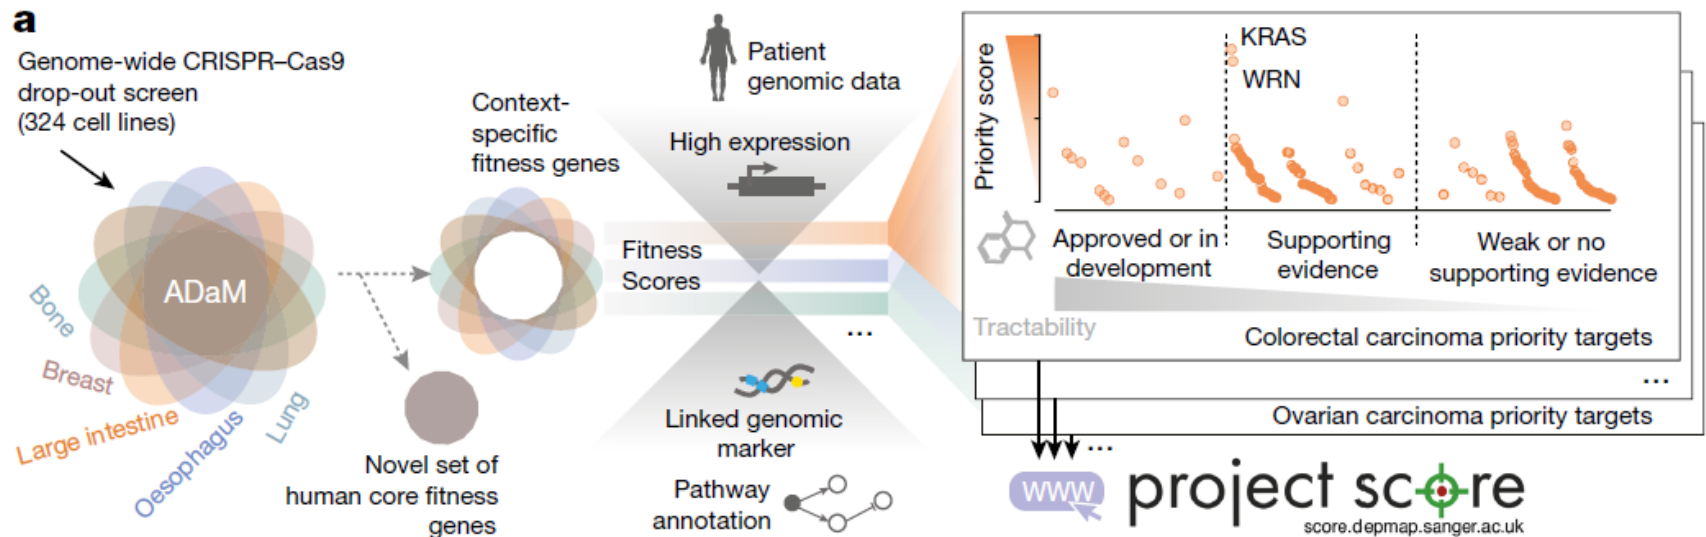 a
Genome-wide CRISPR–Cas9
drop-out screen
(324 cell lines)
ADaM
Bone
Breast
Large intestine
Oesophagus
Lung
Context-
specific
fitness genes
Novel set of
human core fitness
genes
Patient
genomic data
High expression
Fitness
Scores
...
Linked genomic
marker
Pathway
annotation
Priority score
KRAS
WRN
Approved or in
development
Supporting
evidence
Weak or no
supporting evidence
Tractability
Colorectal carcinoma priority targets
...
Ovarian carcinoma priority targets
...
www
project score
score.depmap.sanger.ac.uk